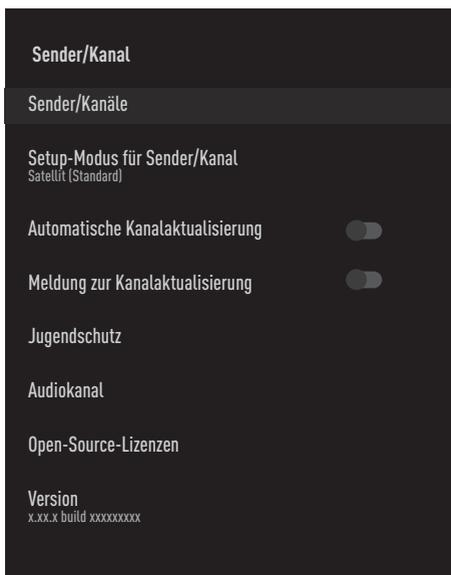 Sender/Kanal
Sender/Kanäle
Setup-Modus für Sender/Kanal
Satellit (Standard)
Automatische Kanalaktualisierung
Meldung zur Kanalaktualisierung
Jugendschutz
Audiokanal
Open-Source-Lizenzen
Version
x.xx.x build xxxxxxxxx